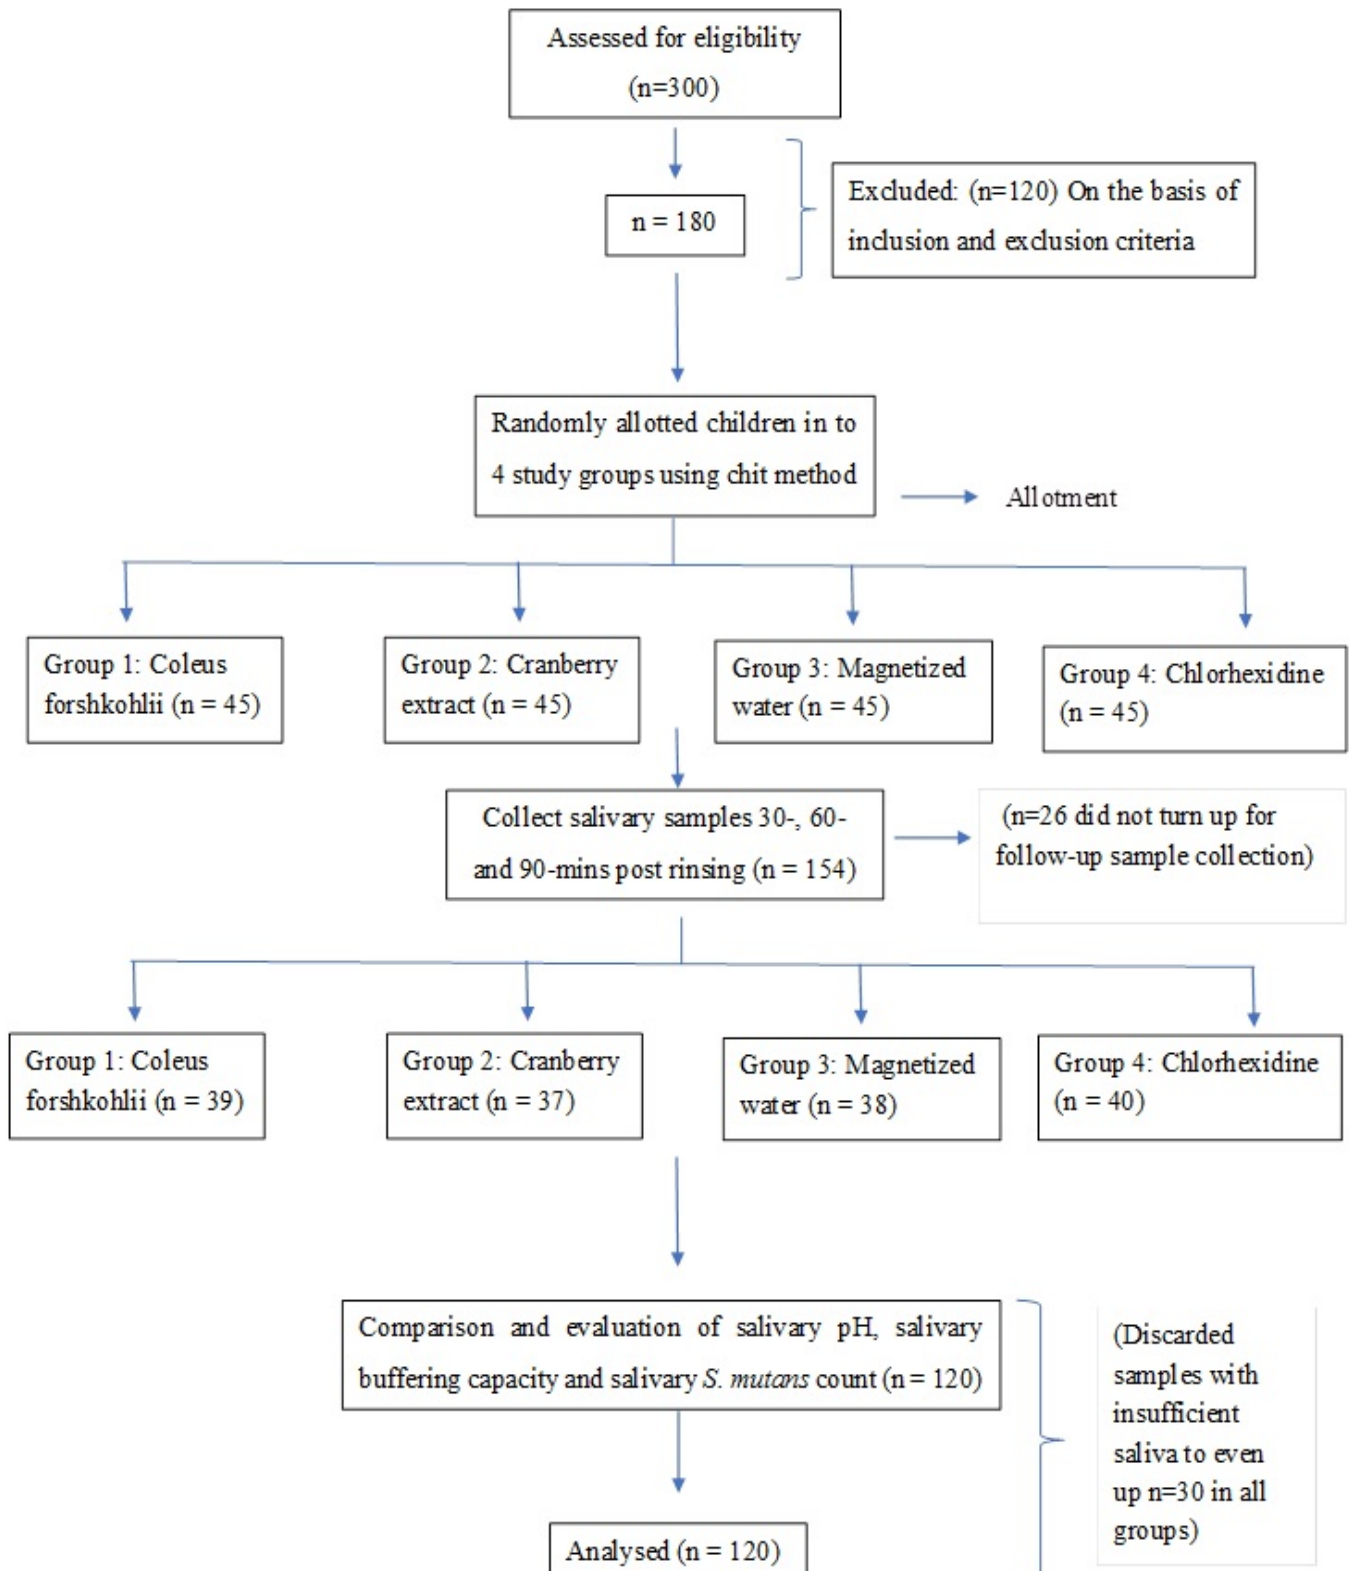 Assessed for eligibility
(n=300)
n = 180
Excluded: (n=120) On the basis of
inclusion and exclusion criteria
Randomly allotted children in to
4 study groups using chit method
Allotment
Group 1: Coleus
forshkohlii (n = 45)
Group 2: Cranberry
extract (n = 45)
Group 3: Magnetized
water (n = 45)
Group 4: Chlorhexidine
(n = 45)
Collect salivary samples 30-, 60-
and 90-mins post rinsing (n = 154)
(n=26 did not turn up for
follow-up sample collection)
Group 1: Coleus
forshkohlii (n = 39)
Group 2: Cranberry
extract (n = 37)
Group 3: Magnetized
water (n = 38)
Group 4: Chlorhexidine
(n = 40)
Comparison and evaluation of salivary pH, salivary
buffering capacity and salivary S. mutans count (n = 120)
(Discarded
samples with
insufficient
saliva to even
up n=30 in all
groups)
Analysed (n = 120)